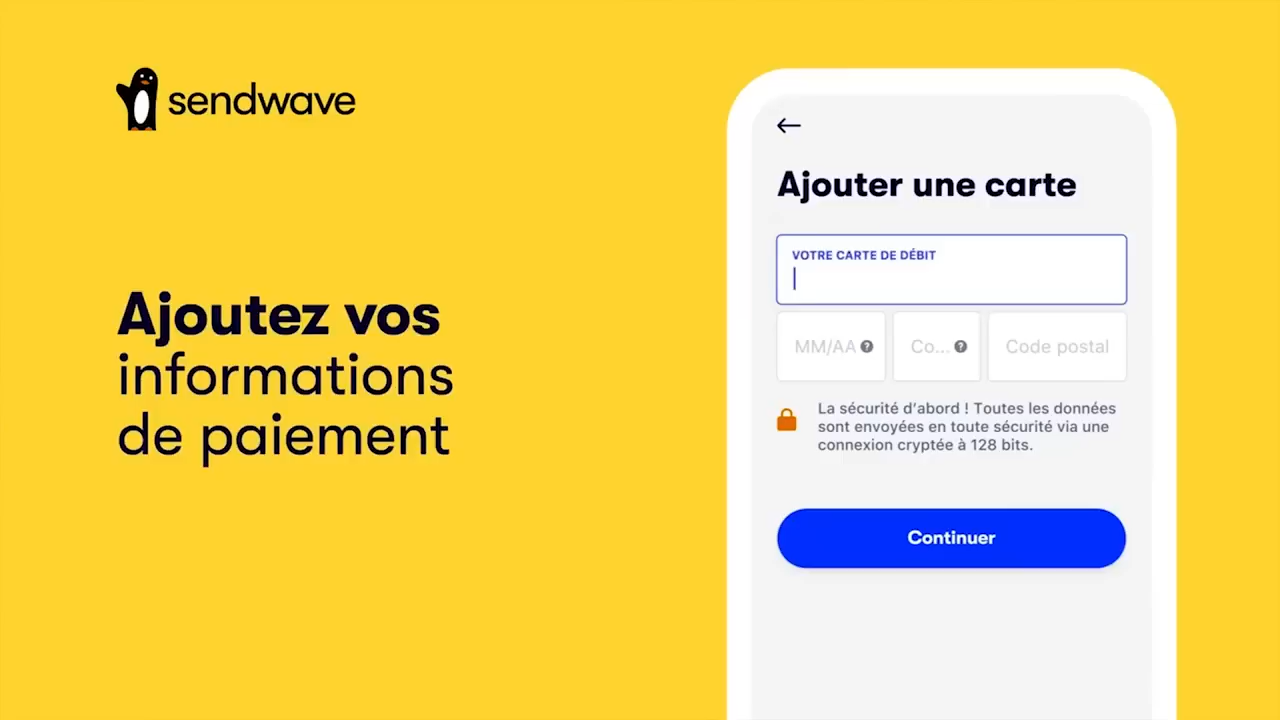 sendwave
Ajoutez vos
informations
de paiement
Ajouter une carte
VOTRE CARTE DE DÉBIT
MM/AA ?
Co... ?
Code postal
La sécurité d'abord ! Toutes les données
sont envoyées en toute sécurité via une
connexion cryptée à 128 bits.
Continuer